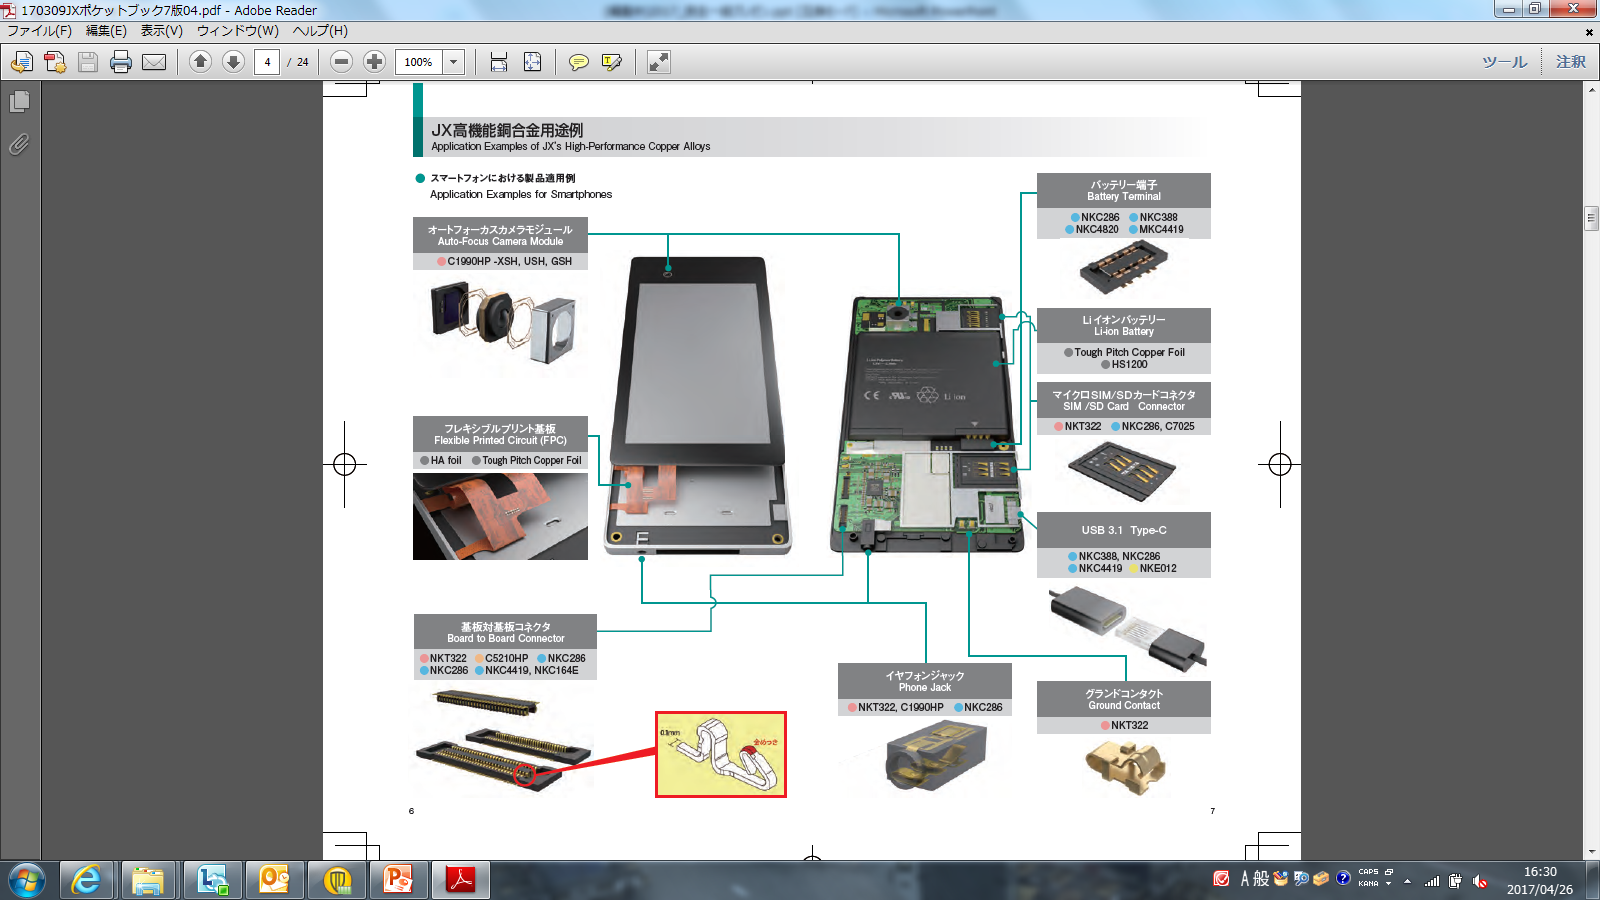 170309JXポケットブック7版04.pdf - Adobe Reader
ファイル(F) 編集(E) 表示(V) ウィンドウ(W) ヘルプ(H)
4 / 24 100% ツール 注釈
JX高機能銅合金用途例
Application Examples of JX's High-Performance Copper Alloys
スマートフォンにおける製品適用例
Application Examples for Smartphones
オートフォーカスカメラモジュール
Auto-Focus Camera Module
C1990HP -XSH, USH, GSH
フレキシブルプリント基板
Flexible Printed Circuit (FPC)
HA foil Tough Pitch Copper Foil
基板対基板コネクタ
Board to Board Connector
NKT322 C5210HP NKC286
NKC286 NKC4419, NKC164E
0.1mm
金めっき
Li ion
バッテリー端子
Battery Terminal
NKC286 NKC388
NKC4820 MKC4419
Liイオンバッテリー
Li-ion Battery
Tough Pitch Copper Foil
HS1200
マイクロSIM/SDカードコネクタ
SIM /SD Card Connector
NKT322 NKC286, C7025
USB 3.1 Type-C
NKC388, NKC286
NKC4419 NKE012
イヤフォンジャック
Phone Jack
NKT322, C1990HP NKC286
グランドコンタクト
Ground Contact
NKT322
6
7
A 般
CAPS
KANA
16:30
2017/04/26